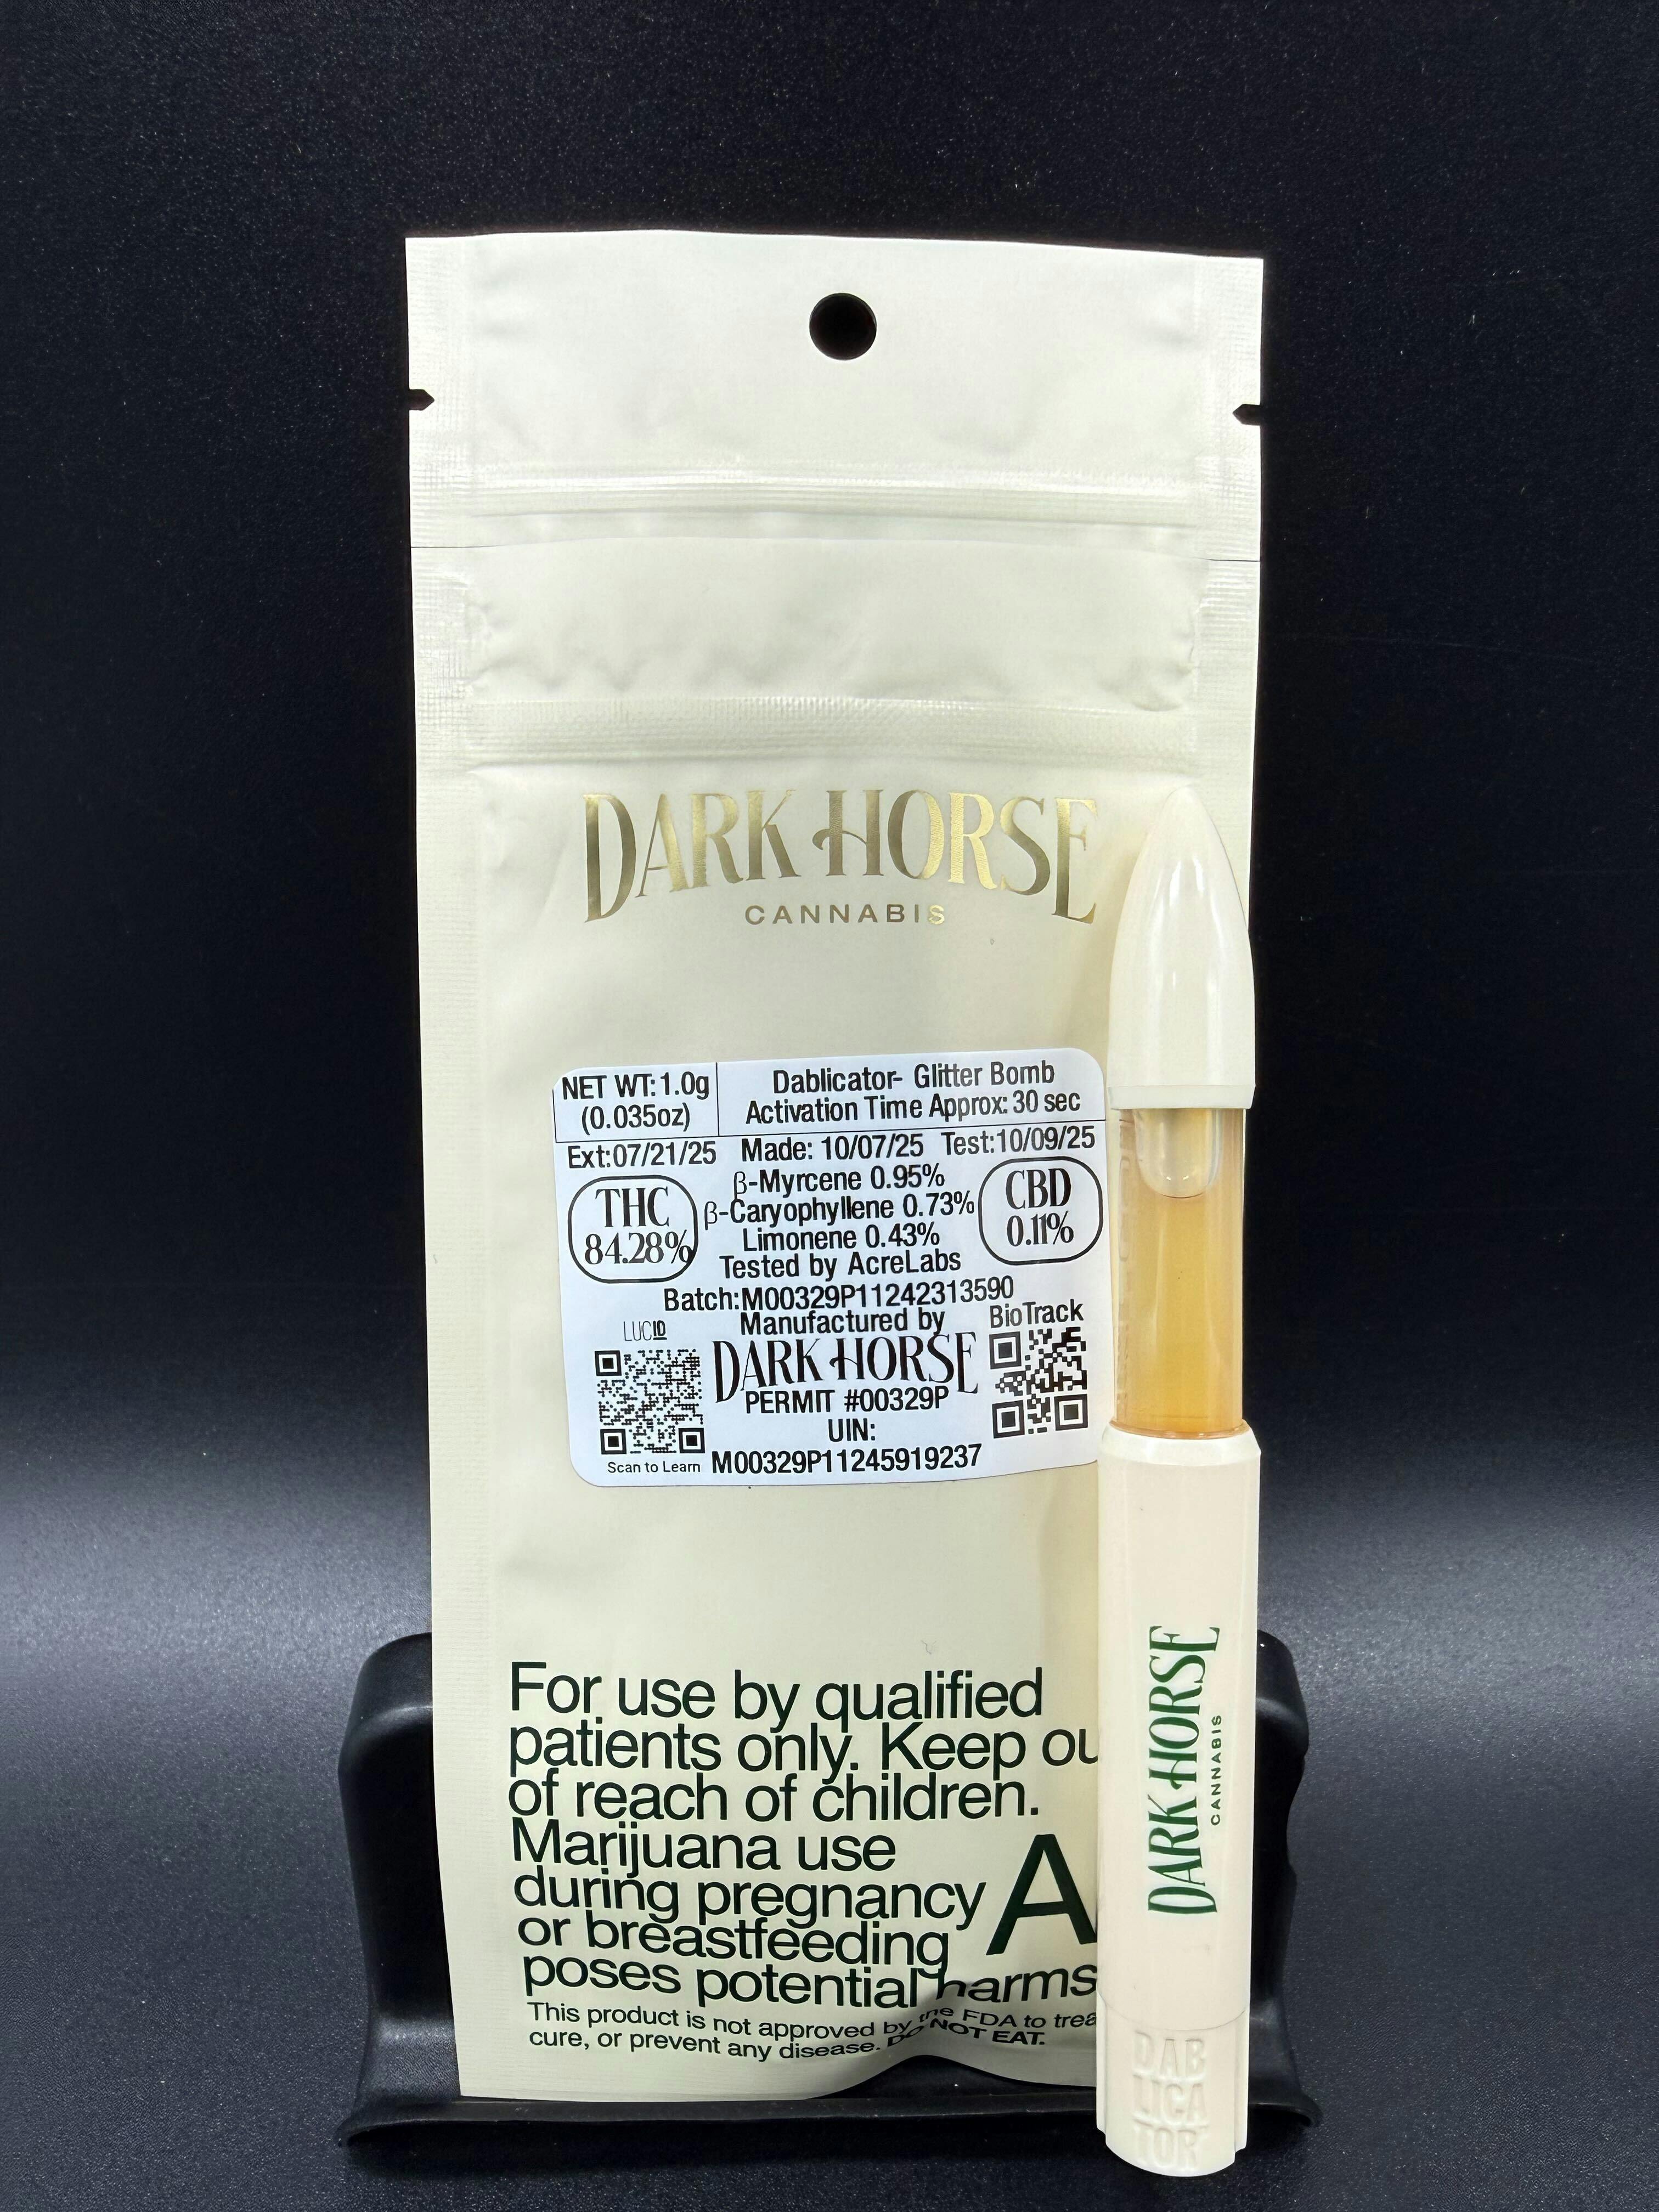 DARK HORSE
CANNABIS
NET WT: 1.0g
(0.035oz)
Dablicator- Glitter Bomb
Activation Time Approx: 30 sec
Ext:07/21/25 Made: 10/07/25 Test:10/09/25
THC
84.28%
β-Myrcene 0.95%
β-Caryophyllene 0.73%
Limonene 0.43%
Tested by AcreLabs
CBD
0.11%
Batch:M00329P11242313590
LUCID
Manufactured by
DARK HORSE
BioTrack
PERMIT #00329P
UIN:
Scan to Learn
M00329P11245919237
For use by qualified
patients only. Keep ou
of reach of children.
Marijuana use
during pregnancy
or breastfeeding
poses potential harms
A
This product is not approved by the FDA to trea
cure, or prevent any disease. DO NOT EAT.
DARK HORSE
CANNABIS
DAB
LICA
TOR